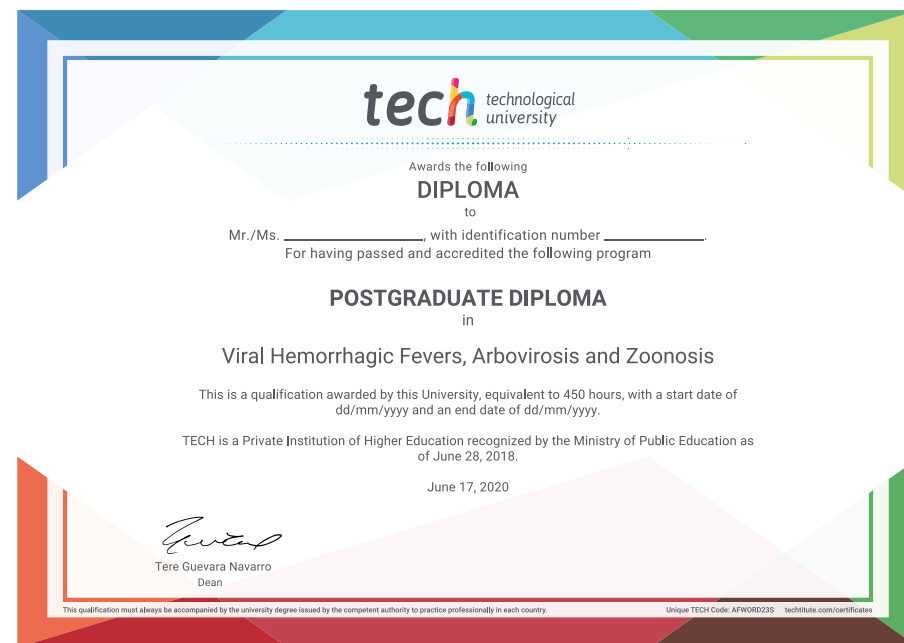 tech technological
university
Awards the following
DIPLOMA
to
Mr./Ms. ____________________, with identification number ______________.
For having passed and accredited the following program
POSTGRADUATE DIPLOMA
in
Viral Hemorrhagic Fevers, Arbovirosis and Zoonosis
This is a qualification awarded by this University, equivalent to 450 hours, with a start date of
dd/mm/yyyy and an end date of dd/mm/yyyy.
TECH is a Private Institution of Higher Education recognized by the Ministry of Public Education as
of June 28, 2018.
June 17, 2020
Tere Guevara Navarro
Dean
This qualification must always be accompanied by the university degree issued by the competent authority to practice professionally in each country. Unique TECH Code: AFWORD23S techtitute.com/certificates